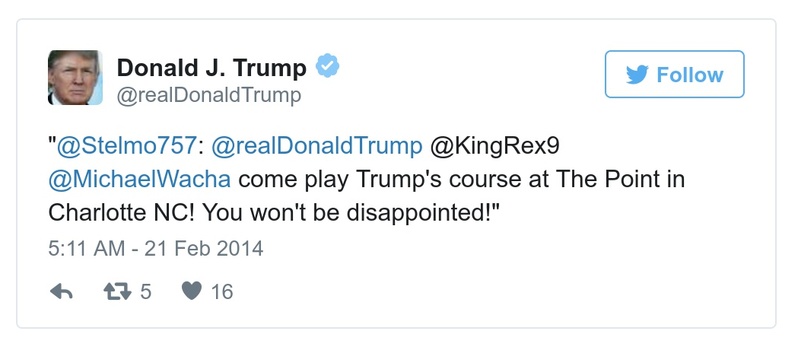 Donald J. Trump
@realDonaldTrump
Follow
"@Stelmo757: @realDonaldTrump @KingRex9
@MichaelWacha come play Trump's course at The Point in
Charlotte NC! You won't be disappointed!"
5:11 AM - 21 Feb 2014
5 16